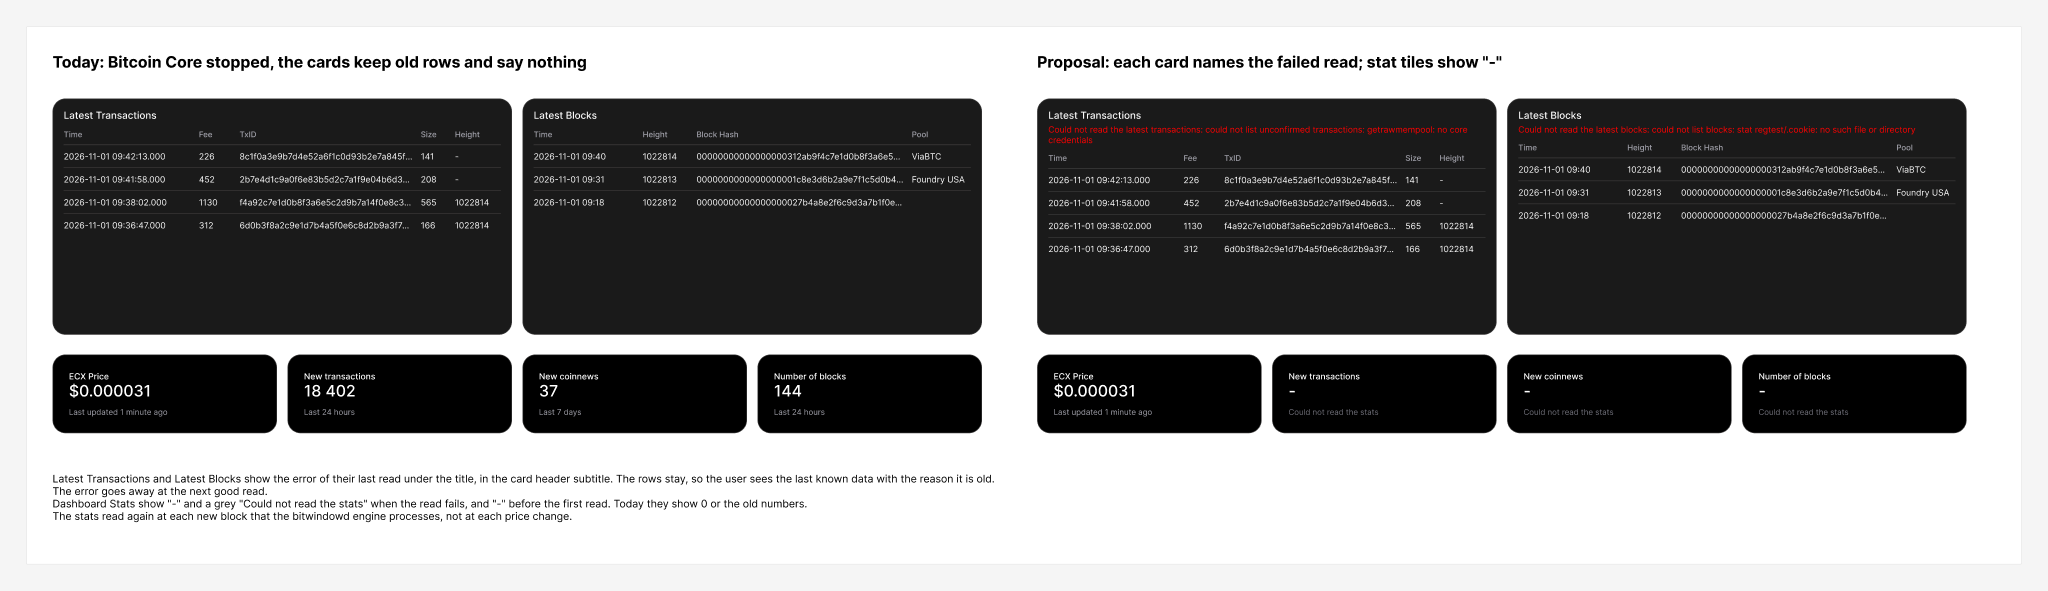 Today: Bitcoin Core stopped, the cards keep old rows and say nothing
Latest Transactions
Time Fee TxID Size Height
2026-11-01 09:42:13.000 226 8c1f0a3e9b7d4e52a6f1c0d93b2e7a845f... 141 -
2026-11-01 09:41:58.000 452 2b7e4d1c9a0f6e83b5d2c7a1f9e04b6d3... 208 -
2026-11-01 09:38:02.000 1130 f4a92c7e1d0b8f3a6e5c2d9b7a14f0e8c3... 565 1022814
2026-11-01 09:36:47.000 312 6d0b3f8a2c9e1d7b4a5f0e6c8d2b9a3f7... 166 1022814
Latest Blocks
Time Height Block Hash Pool
2026-11-01 09:40 1022814 00000000000000000312ab9f4c7e1d0b8f3a6e5... ViaBTC
2026-11-01 09:31 1022813 0000000000000000001c8e3d6b2a9e7f1c5d0b4... Foundry USA
2026-11-01 09:18 1022812 00000000000000000027b4a8e2f6c9d3a7b1f0e...
ECX Price
$0.000031
Last updated 1 minute ago
New transactions
18 402
Last 24 hours
New coinnews
37
Last 7 days
Number of blocks
144
Last 24 hours
Proposal: each card names the failed read; stat tiles show "-"
Latest Transactions
Could not read the latest transactions: could not list unconfirmed transactions: getrawmempool: no core
credentials
Time Fee TxID Size Height
2026-11-01 09:42:13.000 226 8c1f0a3e9b7d4e52a6f1c0d93b2e7a845f... 141 -
2026-11-01 09:41:58.000 452 2b7e4d1c9a0f6e83b5d2c7a1f9e04b6d3... 208 -
2026-11-01 09:38:02.000 1130 f4a92c7e1d0b8f3a6e5c2d9b7a14f0e8c3... 565 1022814
2026-11-01 09:36:47.000 312 6d0b3f8a2c9e1d7b4a5f0e6c8d2b9a3f7... 166 1022814
Latest Blocks
Could not read the latest blocks: could not list blocks: stat regtest/.cookie: no such file or directory
Time Height Block Hash Pool
2026-11-01 09:40 1022814 00000000000000000312ab9f4c7e1d0b8f3a6e5... ViaBTC
2026-11-01 09:31 1022813 0000000000000000001c8e3d6b2a9e7f1c5d0b4... Foundry USA
2026-11-01 09:18 1022812 00000000000000000027b4a8e2f6c9d3a7b1f0e...
ECX Price
$0.000031
Last updated 1 minute ago
New transactions
-
Could not read the stats
New coinnews
-
Could not read the stats
Number of blocks
-
Could not read the stats
Latest Transactions and Latest Blocks show the error of their last read under the title, in the card header subtitle. The rows stay, so the user sees the last known data with the reason it is old.
The error goes away at the next good read.
Dashboard Stats show "-" and a grey "Could not read the stats" when the read fails, and "-" before the first read. Today they show 0 or the old numbers.
The stats read again at each new block that the bitwindowd engine processes, not at each price change.